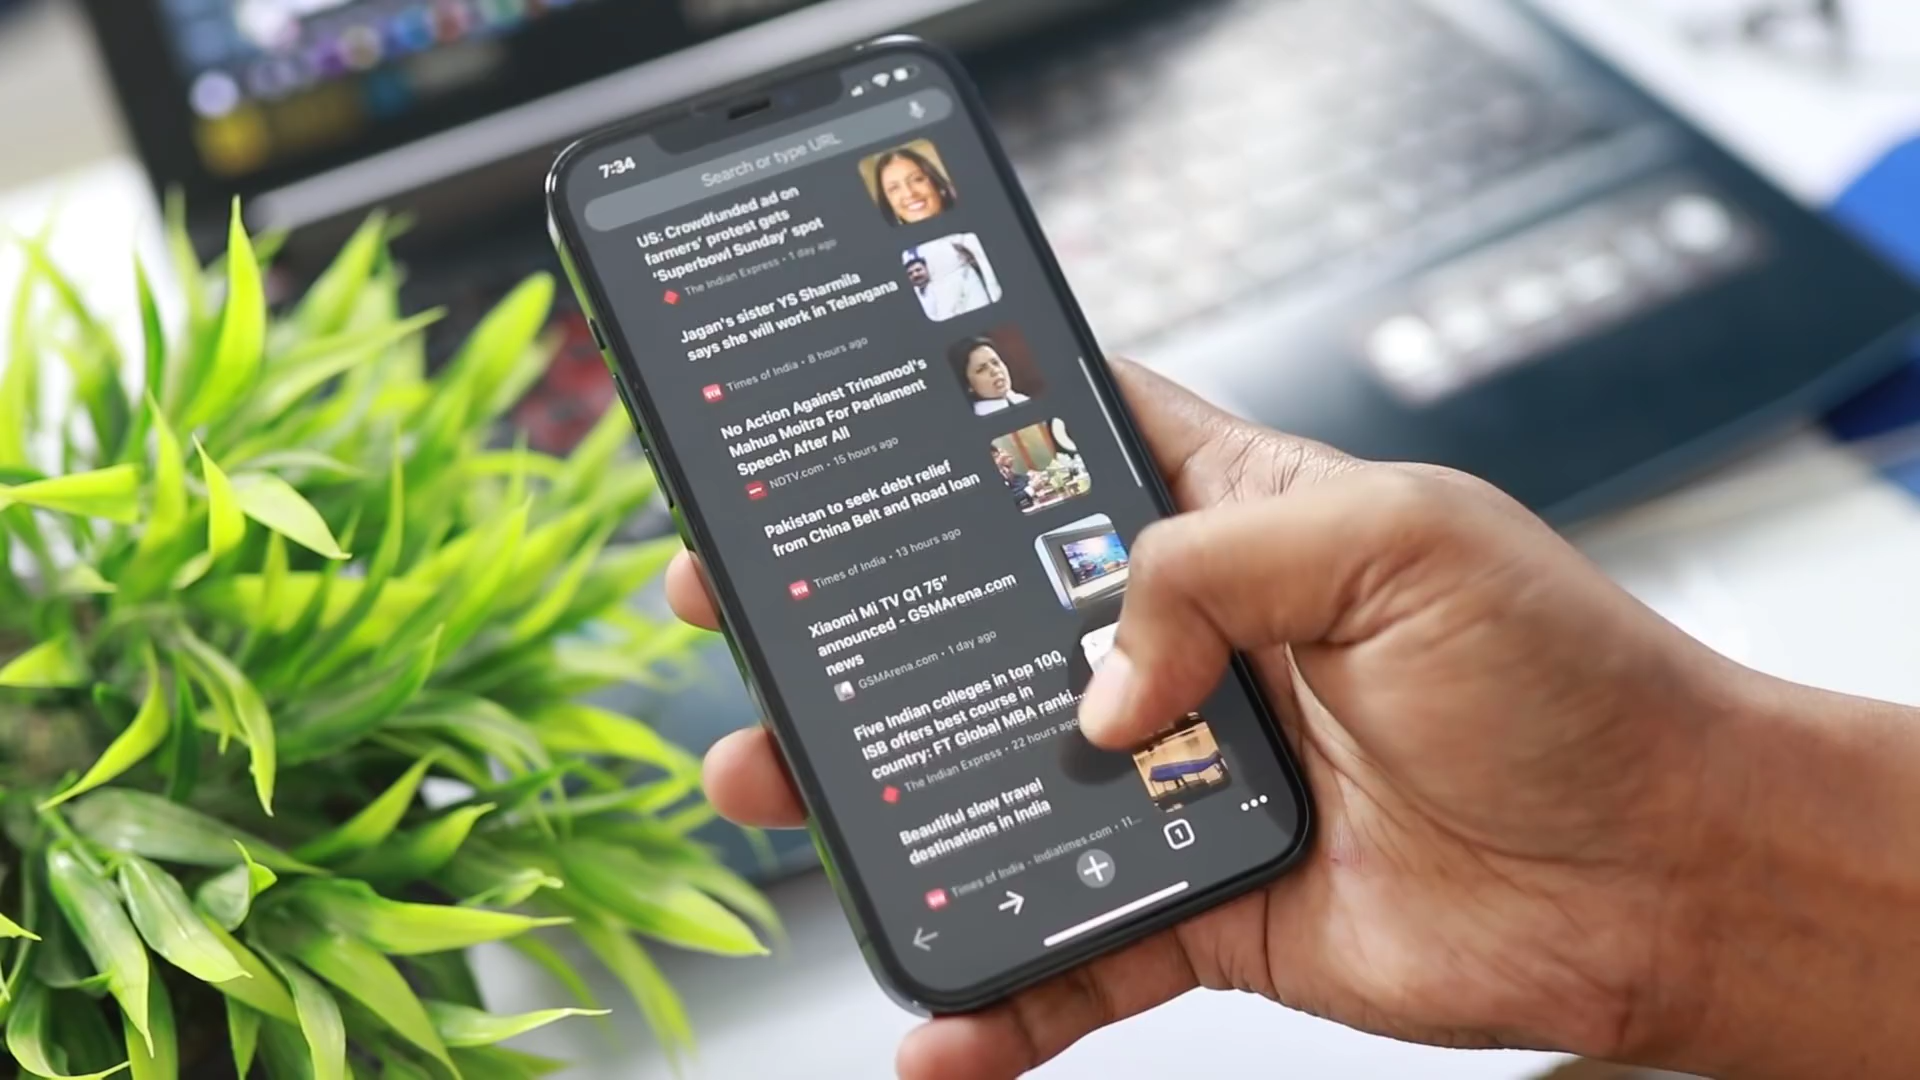 7:34
Search or type URL
US: Crowdfunded ad on
farmers' protest gets
'Superbowl Sunday' spot
The Indian Express • 1 day ago
Jagan's sister YS Sharmila
says she will work in Telangana
Times of India • 8 hours ago
No Action Against Trinamool's
Mahua Moitra For Parliament
Speech After All
NDTV.com • 15 hours ago
Pakistan to seek debt relief
from China Belt and Road loan
Times of India • 13 hours ago
Xiaomi Mi TV Q1 75"
announced - GSMArena.com
news
GSMArena.com • 1 day ago
Five Indian colleges in top 100,
ISB offers best course in
country: FT Global MBA ranki...
The Indian Express • 22 hours ago
Beautiful slow travel
destinations in India
Times of India - Indiatimes.com • 11...
1